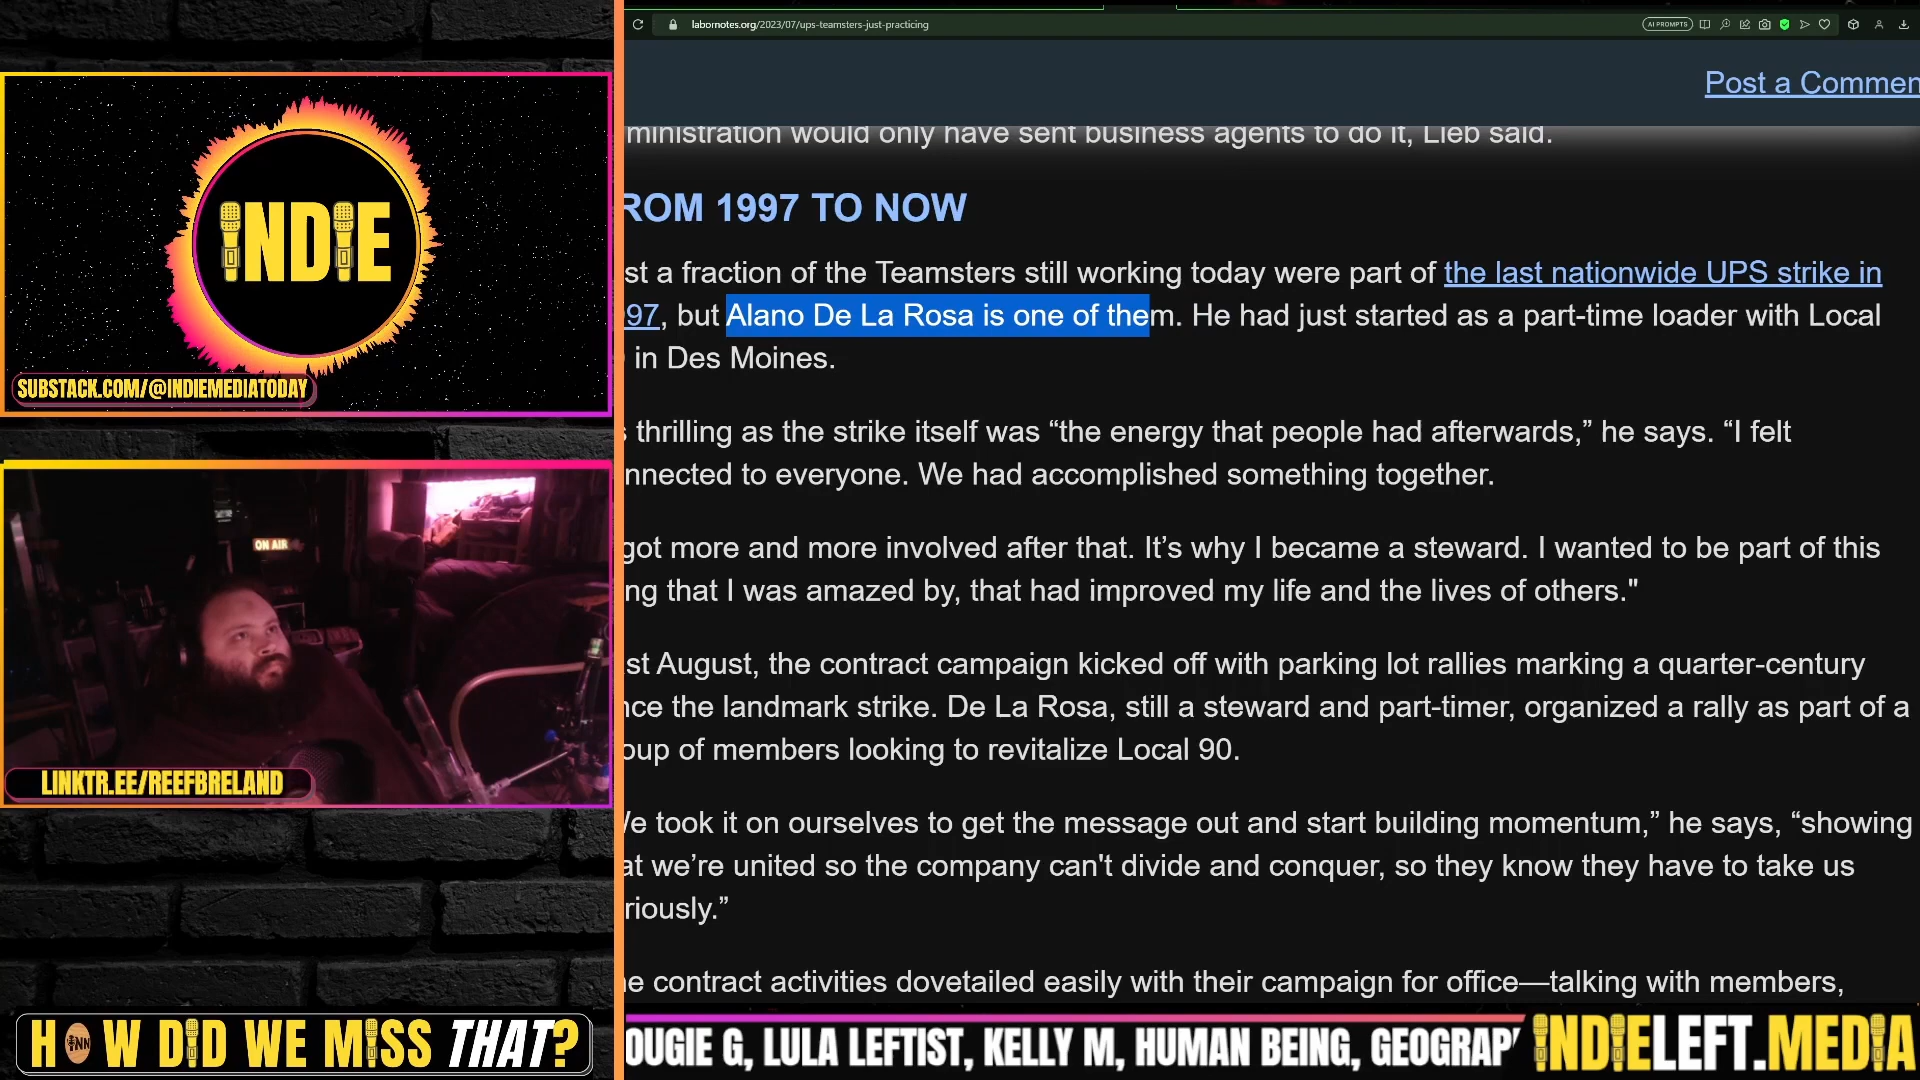 labornotes.org/2023/07/ups-teamsters-just-practicing
AI PROMPTS
Post a Commen
ministration would only have sent business agents to do it, Lieb said.
ROM 1997 TO NOW
st a fraction of the Teamsters still working today were part of the last nationwide UPS strike in
97, but Alano De La Rosa is one of them. He had just started as a part-time loader with Local
in Des Moines.
s thrilling as the strike itself was “the energy that people had afterwards,” he says. “I felt
nnected to everyone. We had accomplished something together.
got more and more involved after that. It’s why I became a steward. I wanted to be part of this
ng that I was amazed by, that had improved my life and the lives of others."
st August, the contract campaign kicked off with parking lot rallies marking a quarter-century
nce the landmark strike. De La Rosa, still a steward and part-timer, organized a rally as part of a
oup of members looking to revitalize Local 90.
We took it on ourselves to get the message out and start building momentum,” he says, “showing
at we’re united so the company can't divide and conquer, so they know they have to take us
riously.”
he contract activities dovetailed easily with their campaign for office—talking with members,
INDIE
SUBSTACK.COM/@INDIEMEDIATODAY
ON AIR
LINKTR.EE/REEFBRELAND
HOW DID WE MISS THAT?
INN
OUGIE G, LULA LEFTIST, KELLY M, HUMAN BEING, GEOGRAP
INDIELEFT.MEDIA